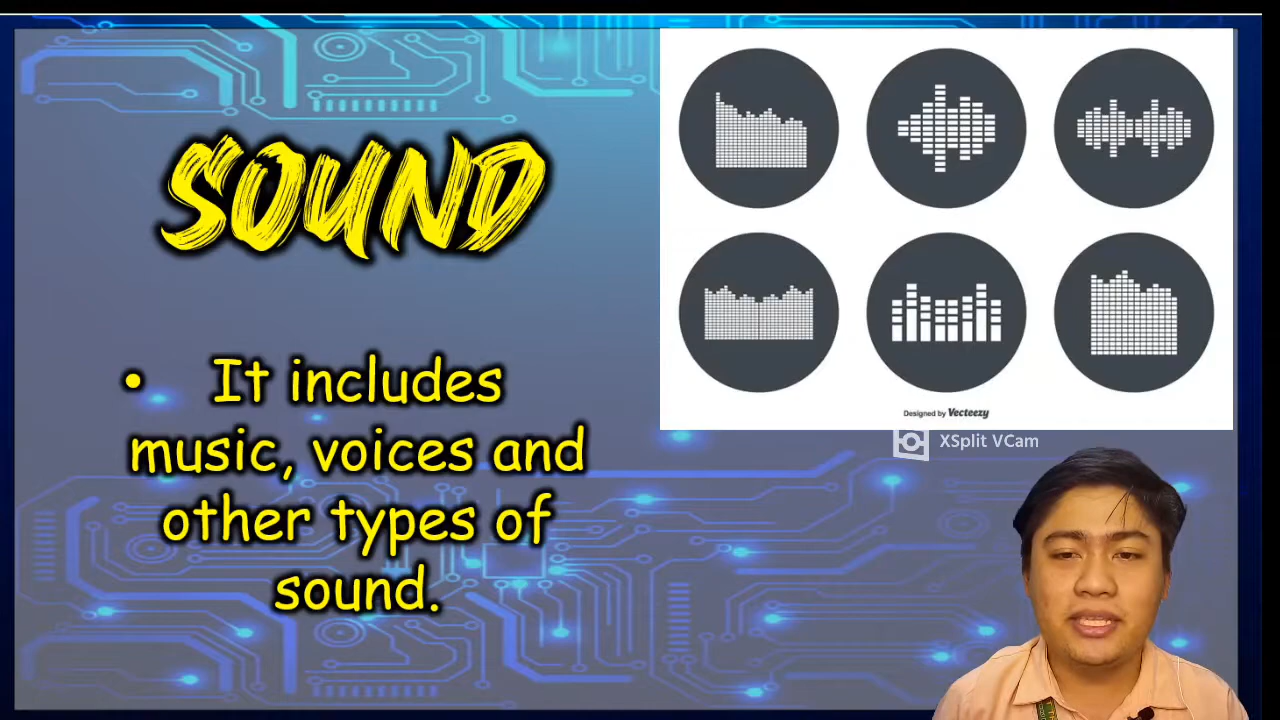 SOUND
• It includes
music, voices and
other types of
sound.
Designed by Vecteezy
XSplit VCam